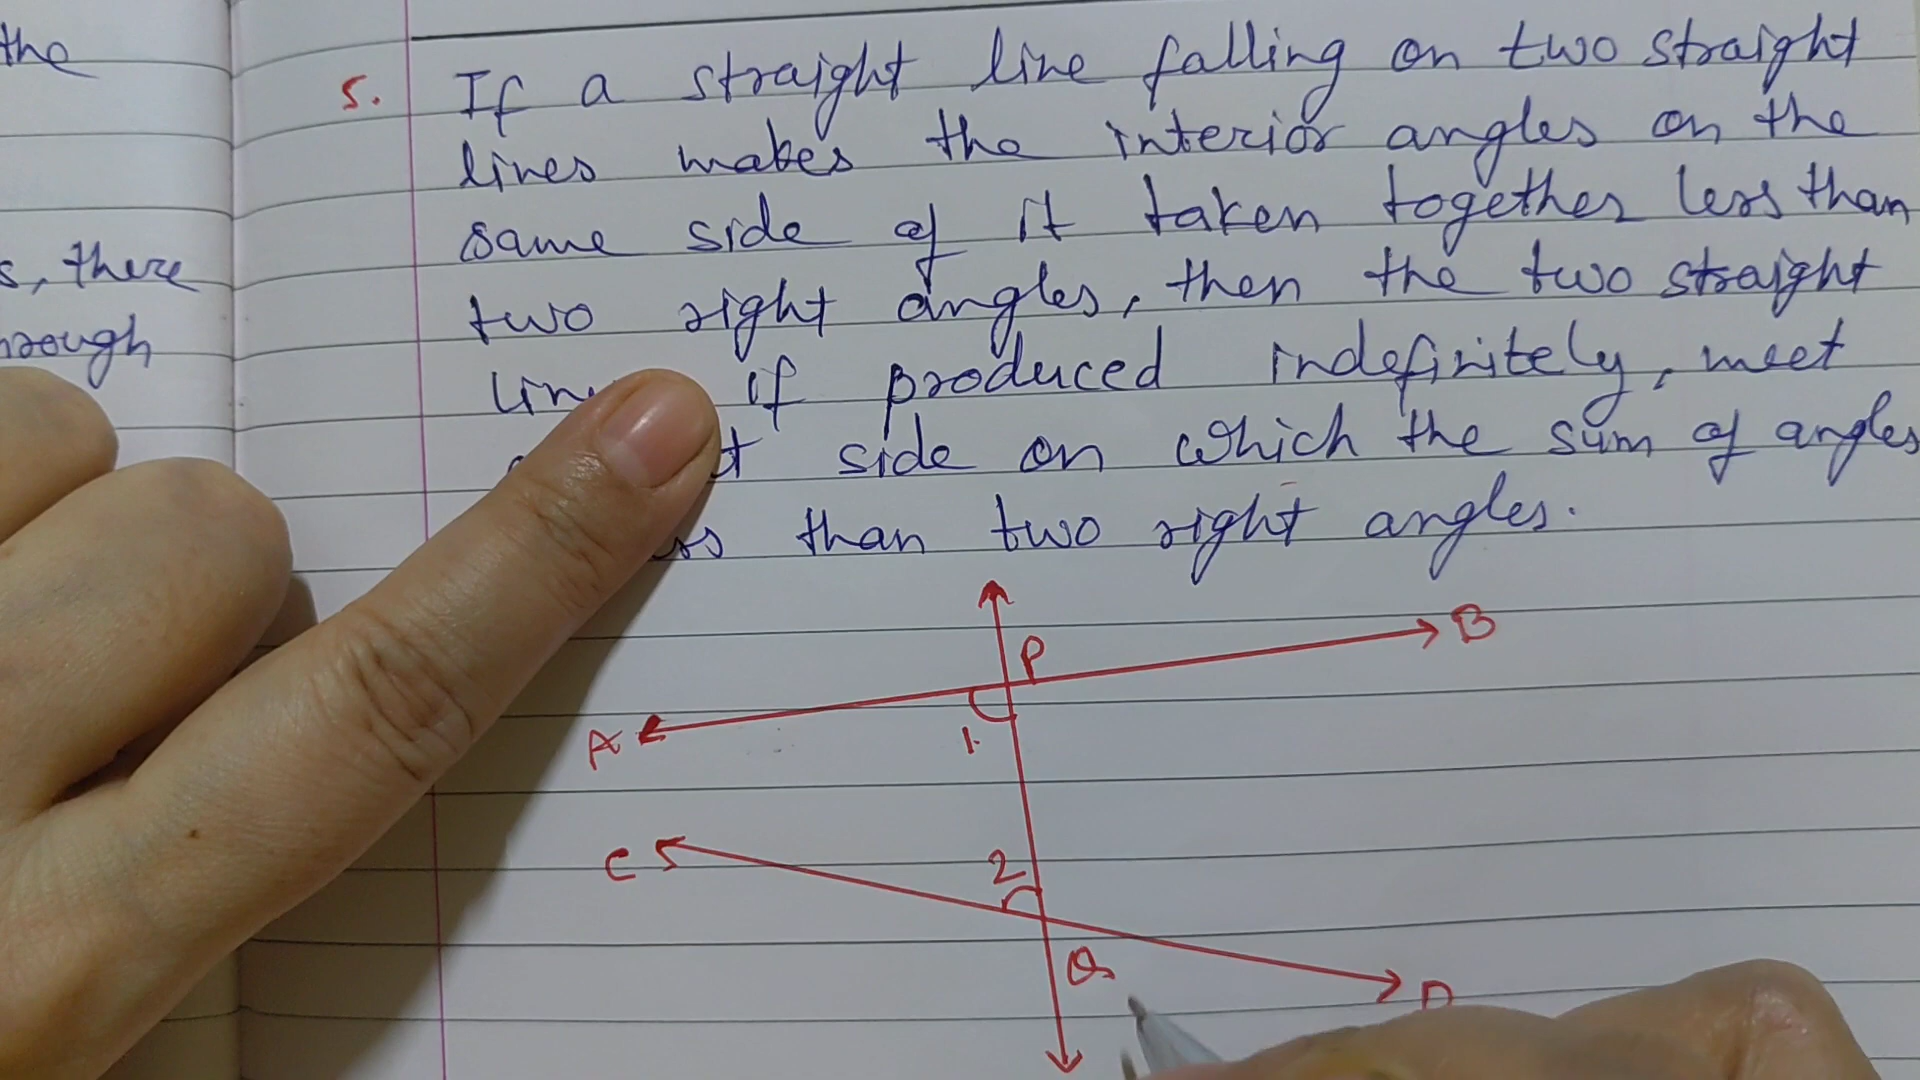 the
s, there
rough
5. If a straight line falling on two straight
lines makes the interior angles on the
same side of it taken together less than
two right angles, then the two straight
line if produced indefinitely, meet
side on which the sum of angles
than two right angles.
P
B
A
1.
C
2
Q
D